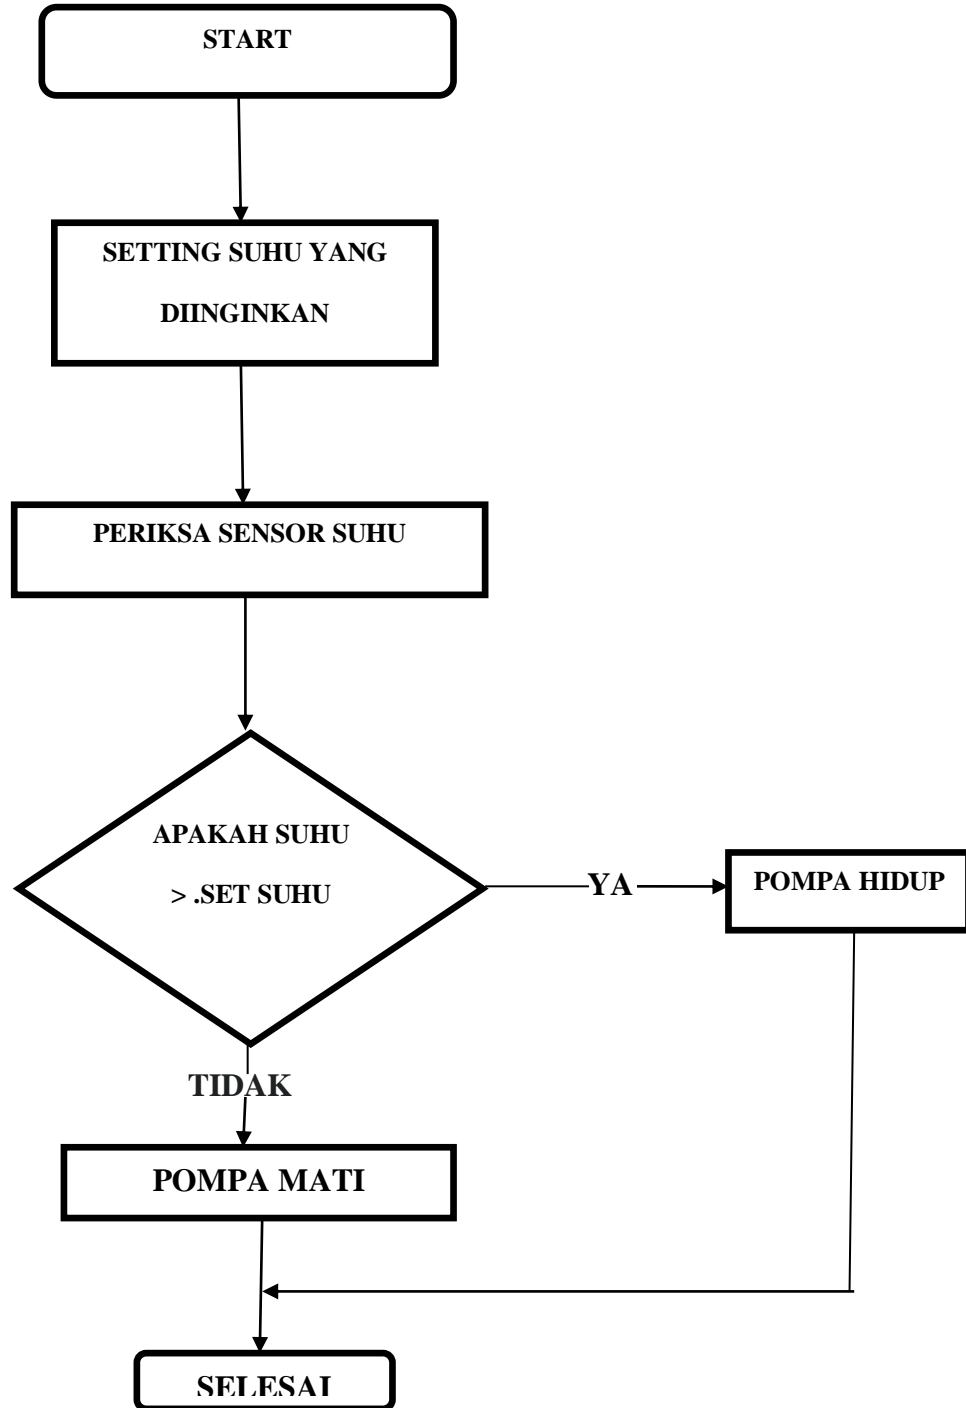 START
SETTING SUHU YANG
DIINGINKAN
PERIKSA SENSOR SUHU
APAKAH SUHU
> .SET SUHU
YA
POMPA HIDUP
TIDAK
POMPA MATI
SELESAI